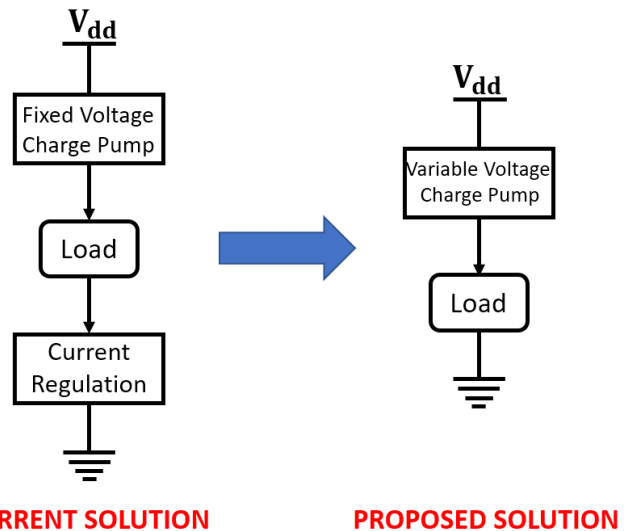 Vdd
Fixed Voltage
Charge Pump
Load
Current
Regulation
RRENT SOLUTION
Vdd
Variable Voltage
Charge Pump
Load
PROPOSED SOLUTION